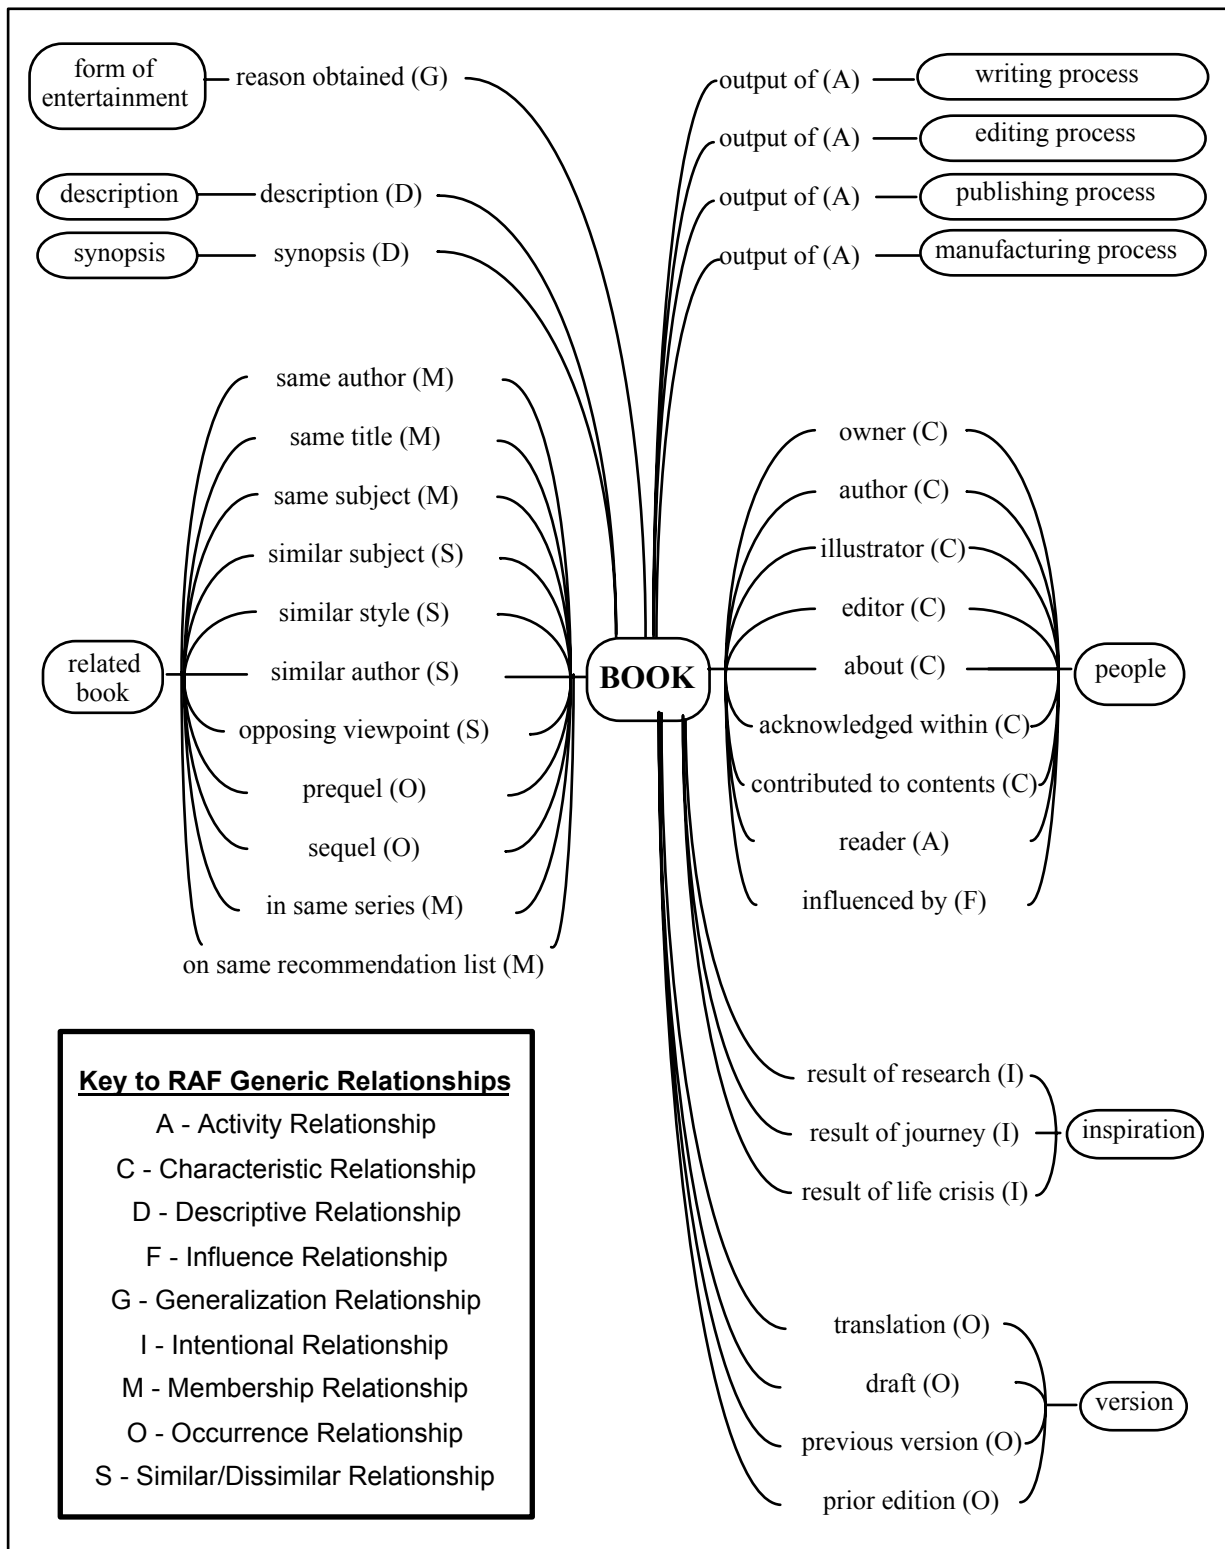 form of
entertainment
reason obtained (G)
description
description (D)
synopsis
synopsis (D)
output of (A)
writing process
output of (A)
editing process
output of (A)
publishing process
output of (A)
manufacturing process
same author (M)
same title (M)
same subject (M)
similar subject (S)
similar style (S)
similar author (S)
opposing viewpoint (S)
prequel (O)
sequel (O)
in same series (M)
on same recommendation list (M)
related
book
BOOK
owner (C)
author (C)
illustrator (C)
editor (C)
about (C)
acknowledged within (C)
contributed to contents (C)
reader (A)
influenced by (F)
people
result of research (I)
result of journey (I)
result of life crisis (I)
inspiration
translation (O)
draft (O)
previous version (O)
prior edition (O)
version
Key to RAF Generic Relationships
A - Activity Relationship
C - Characteristic Relationship
D - Descriptive Relationship
F - Influence Relationship
G - Generalization Relationship
I - Intentional Relationship
M - Membership Relationship
O - Occurrence Relationship
S - Similar/Dissimilar Relationship